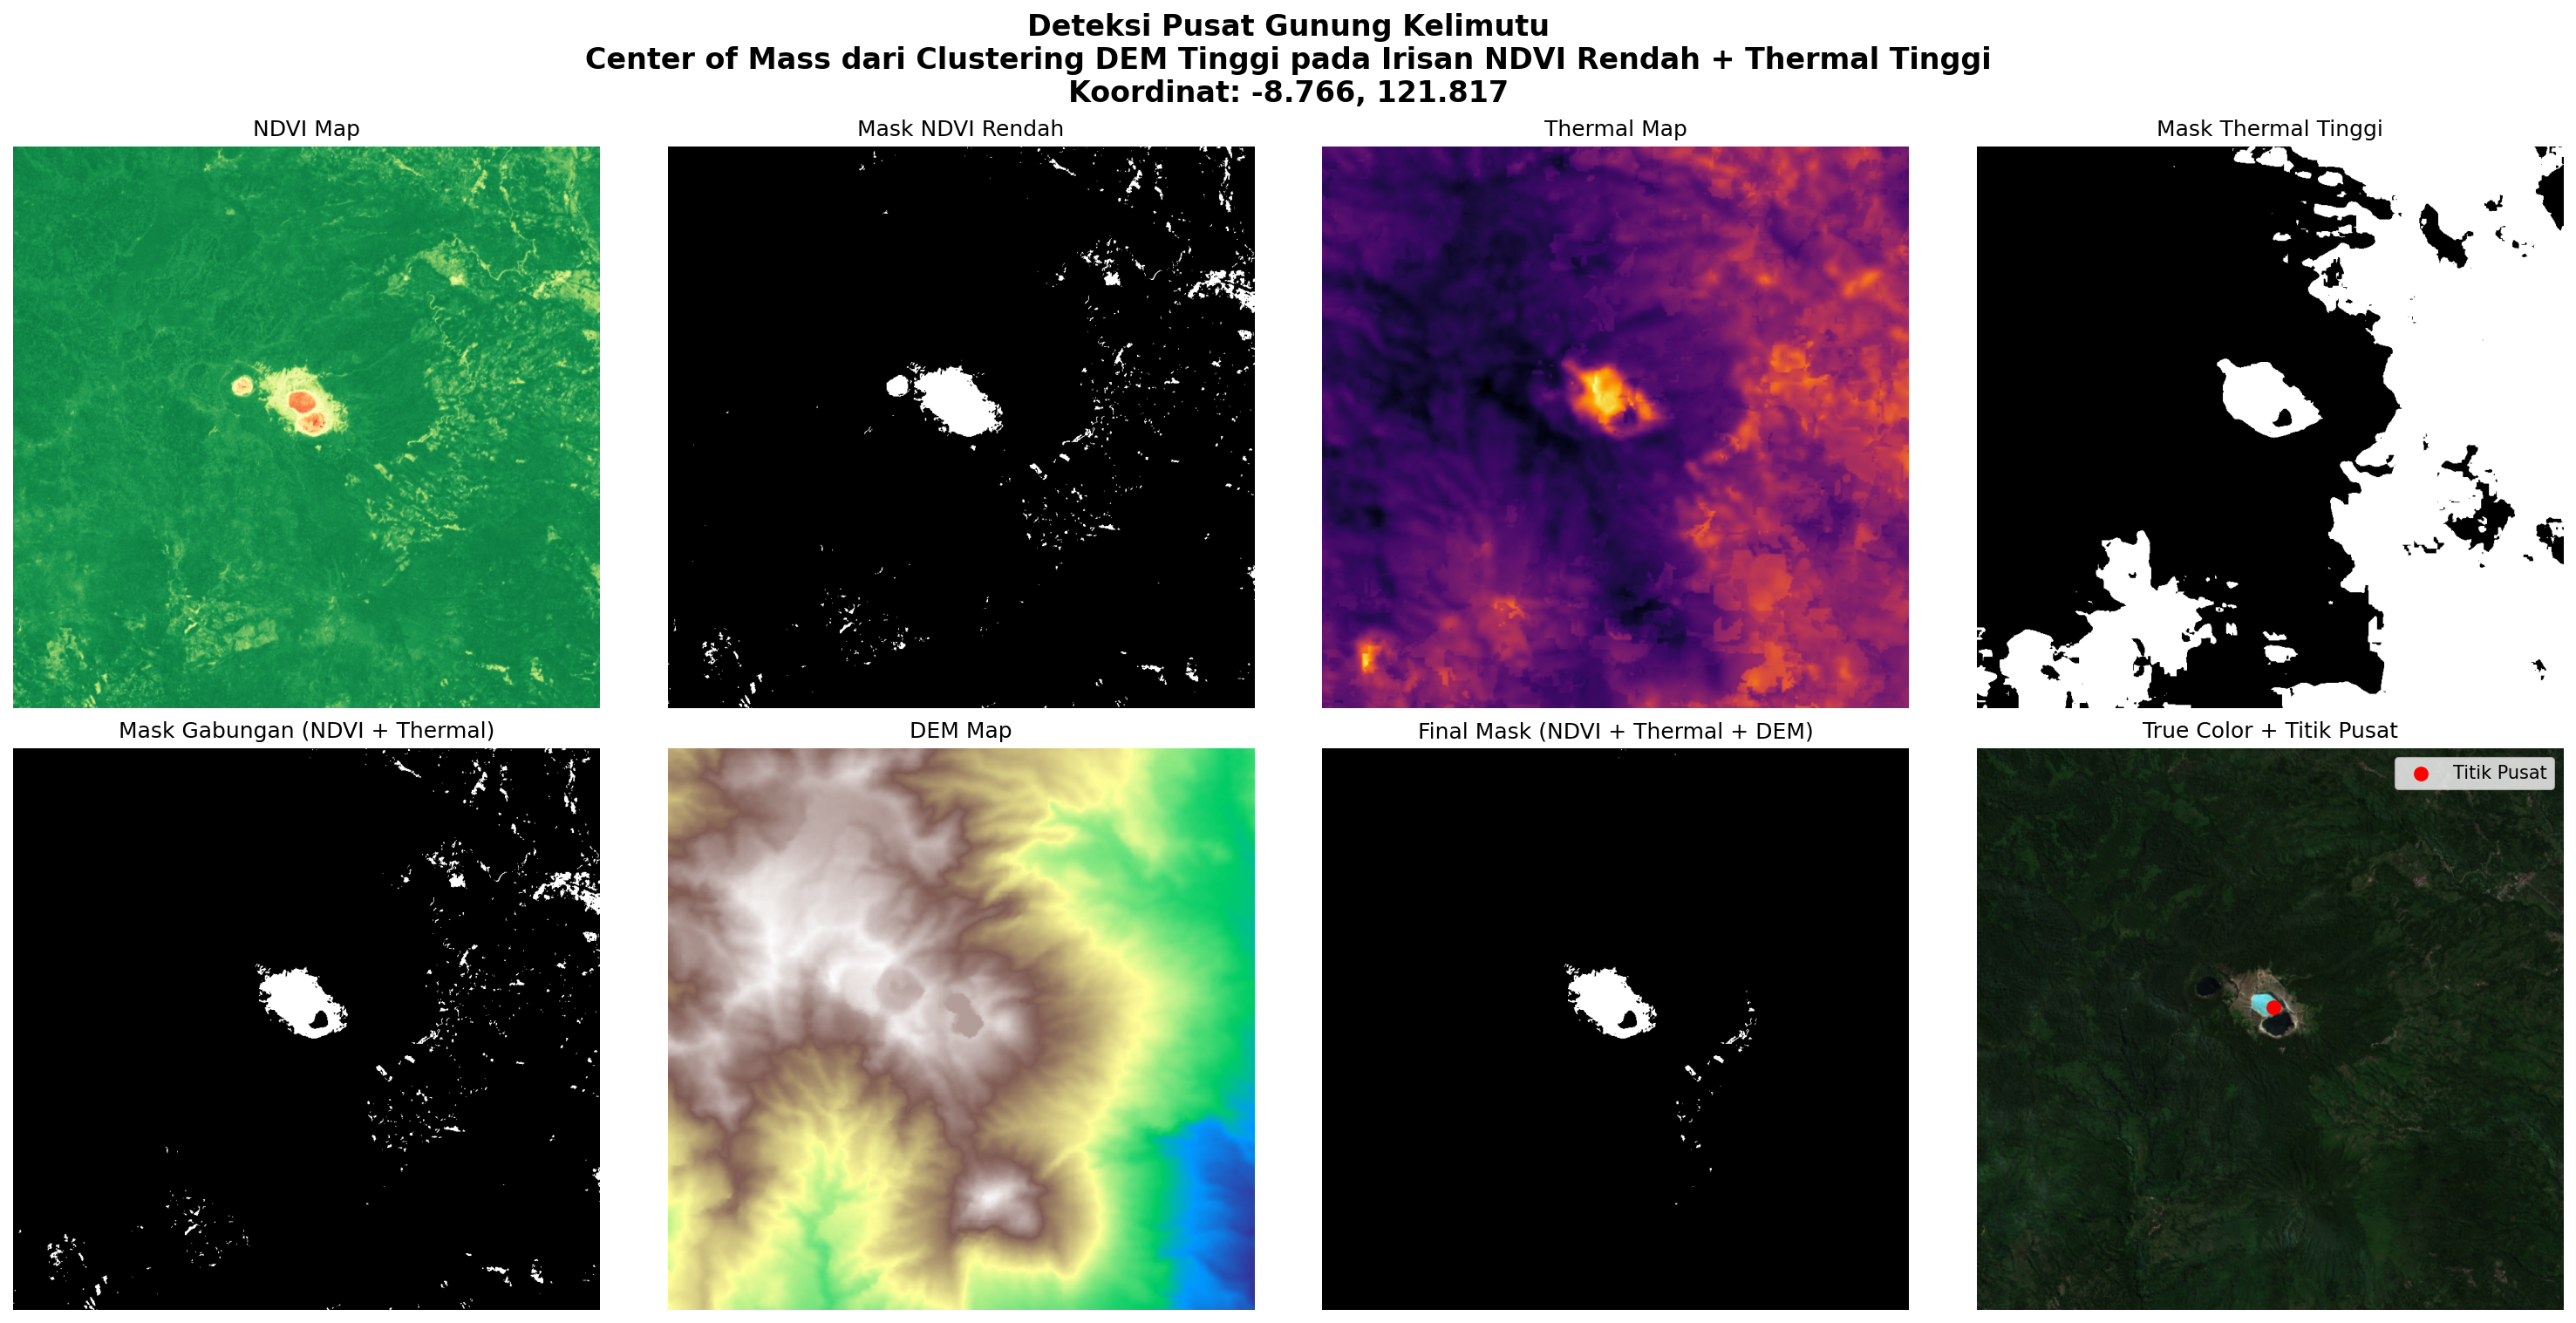 Deteksi Pusat Gunung Kelimutu
Center of Mass dari Clustering DEM Tinggi pada Irisan NDVI Rendah + Thermal Tinggi
Koordinat: -8.766, 121.817
NDVI Map
Mask NDVI Rendah
Thermal Map
Mask Thermal Tinggi
Mask Gabungan (NDVI + Thermal)
DEM Map
Final Mask (NDVI + Thermal + DEM)
True Color + Titik Pusat
Titik Pusat